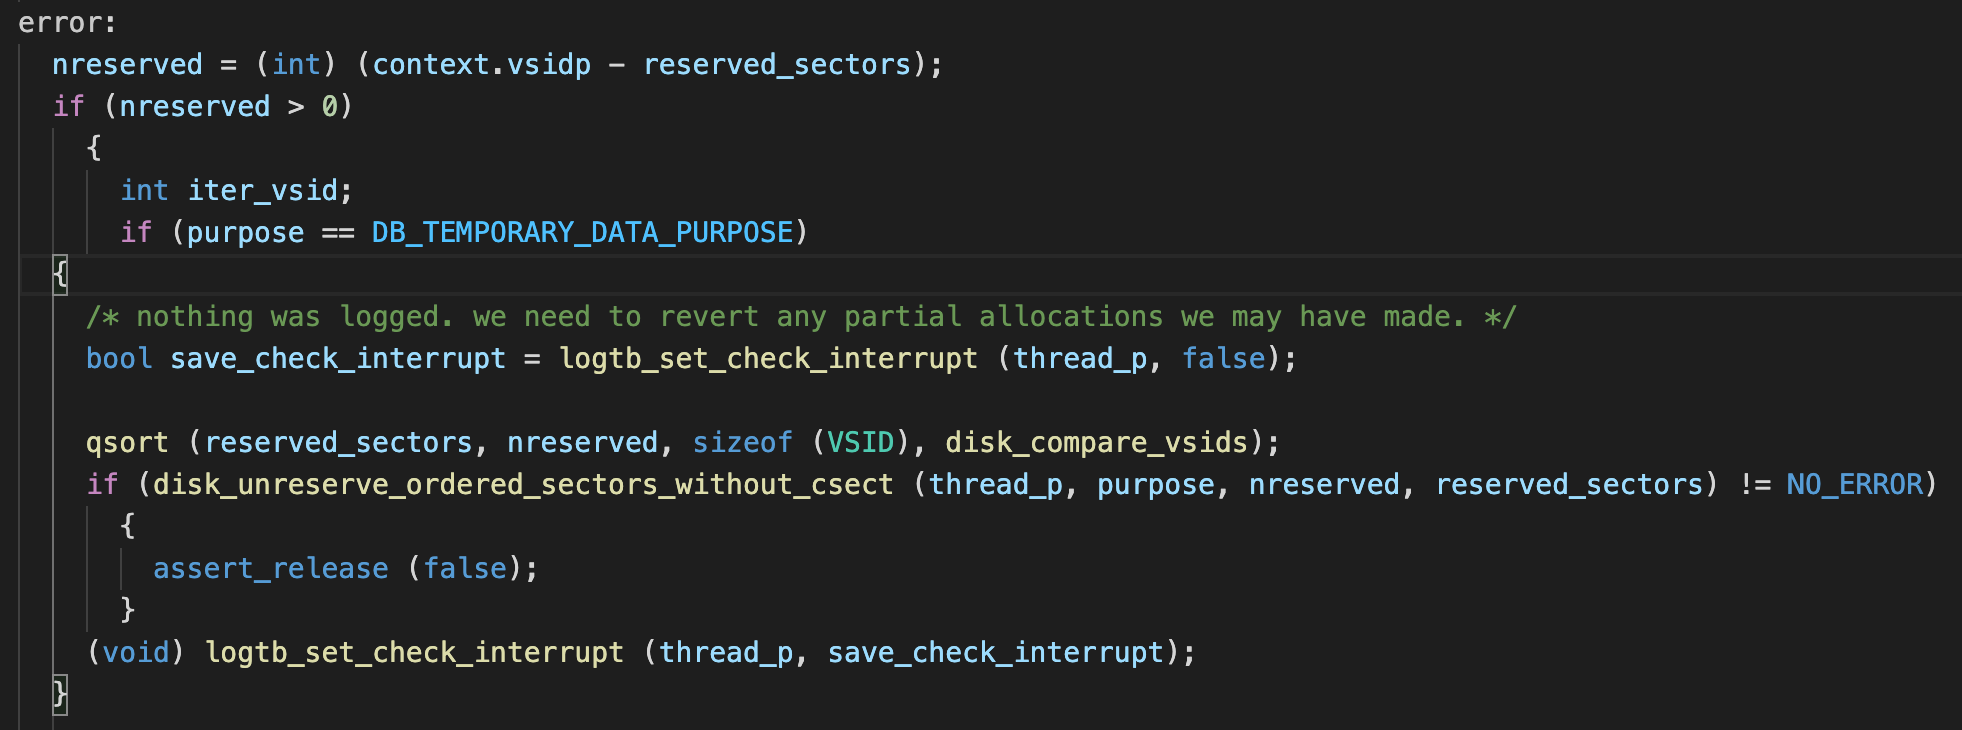 error:
nreserved = (int) (context.vsidp - reserved_sectors);
if (nreserved > 0)
{
int iter_vsid;
if (purpose == DB_TEMPORARY_DATA_PURPOSE)
{
/* nothing was logged. we need to revert any partial allocations we may have made. */
bool save_check_interrupt = logtb_set_check_interrupt (thread_p, false);
qsort (reserved_sectors, nreserved, sizeof (VSID), disk_compare_vsids);
if (disk_unreserve_ordered_sectors_without_csect (thread_p, purpose, nreserved, reserved_sectors) != NO_ERROR)
{
assert_release (false);
}
(void) logtb_set_check_interrupt (thread_p, save_check_interrupt);
}